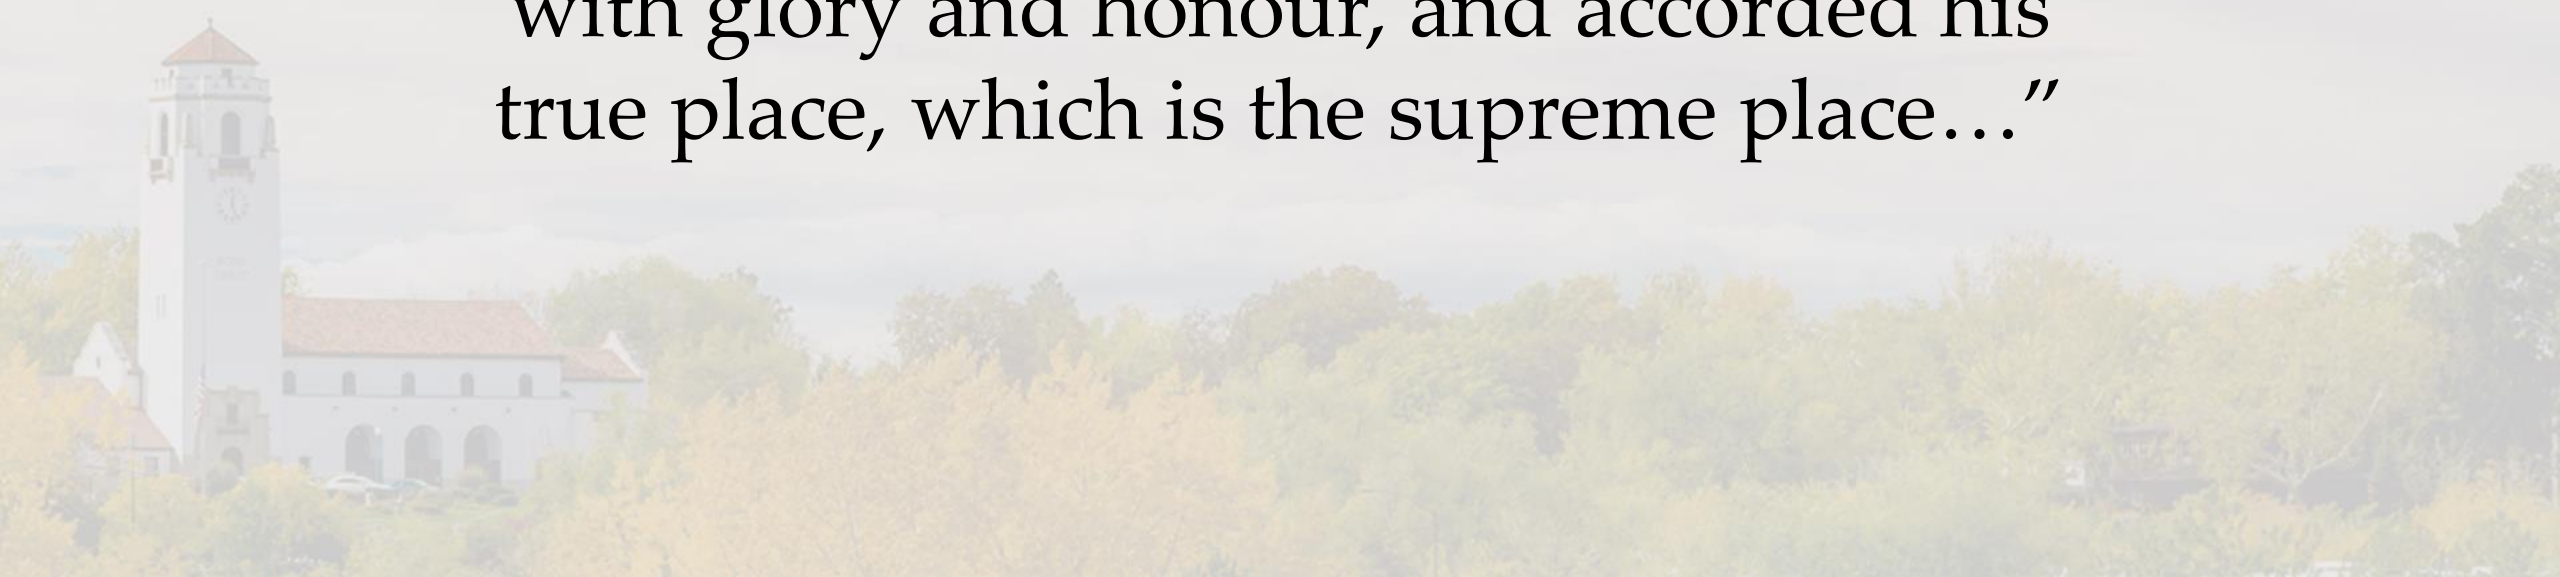 with glory and honour, and accorded his
true place, which is the supreme place…”